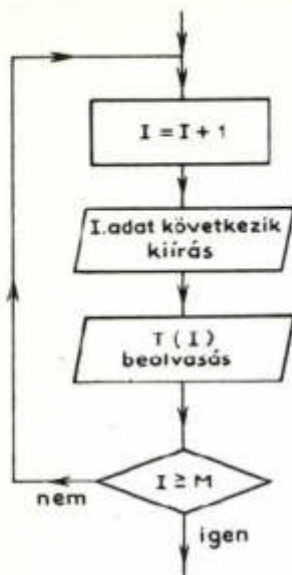 I = I + 1
I.adat következik
kiírás
T ( I )
beolvasás
I ≥ M
nem
igen